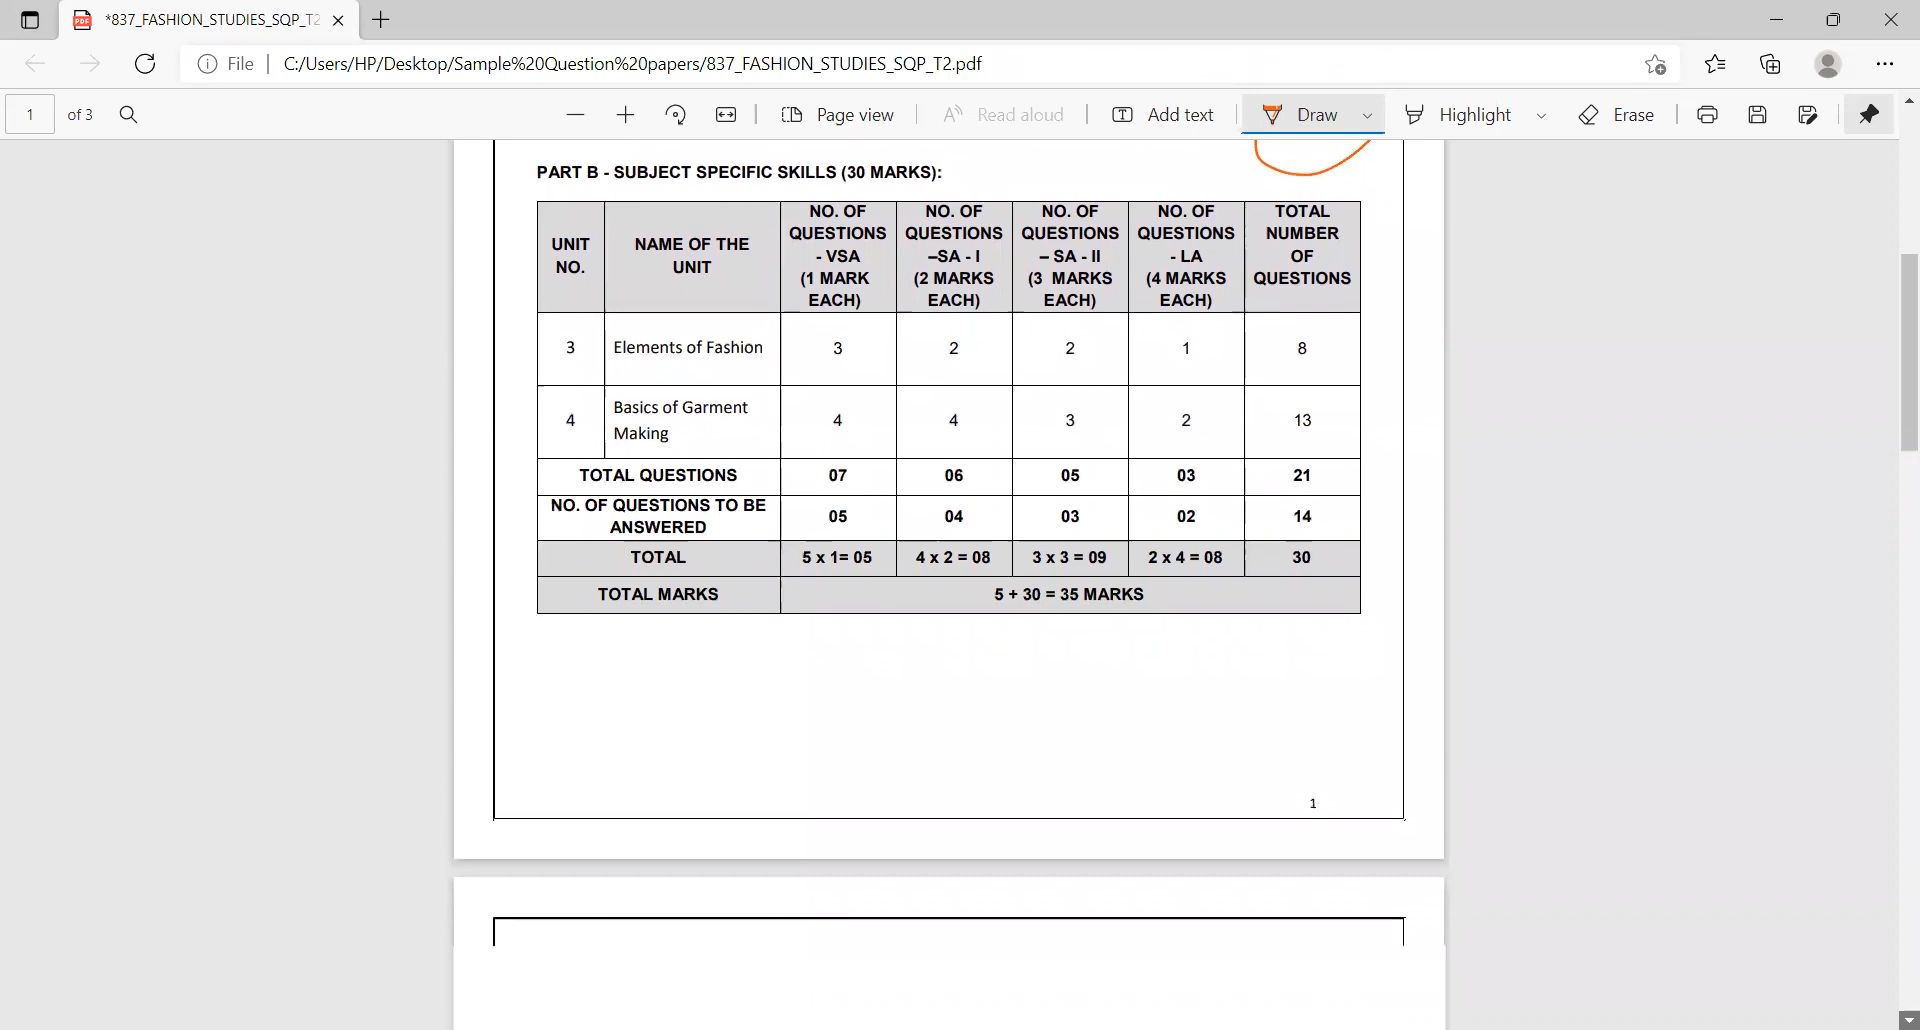 *837_FASHION_STUDIES_SQP_T2
File
C:/Users/HP/Desktop/Sample%20Question%20papers/837_FASHION_STUDIES_SQP_T2.pdf
1 of 3
Page view
Read aloud
Add text
Draw
Highlight
Erase
PART B - SUBJECT SPECIFIC SKILLS (30 MARKS):
UNIT NO.
NAME OF THE UNIT
NO. OF QUESTIONS - VSA (1 MARK EACH)
NO. OF QUESTIONS –SA - I (2 MARKS EACH)
NO. OF QUESTIONS – SA - II (3 MARKS EACH)
NO. OF QUESTIONS - LA (4 MARKS EACH)
TOTAL NUMBER OF QUESTIONS
3 Elements of Fashion 3 2 2 1 8
4 Basics of Garment Making 4 4 3 2 13
TOTAL QUESTIONS 07 06 05 03 21
NO. OF QUESTIONS TO BE ANSWERED 05 04 03 02 14
TOTAL 5 x 1= 05 4 x 2 = 08 3 x 3 = 09 2 x 4 = 08 30
TOTAL MARKS 5 + 30 = 35 MARKS
1